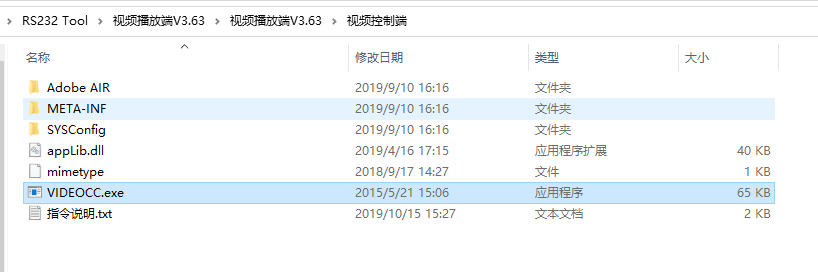 RS232 Tool > 视频播放端V3.63 > 视频播放端V3.63 > 视频控制端
名称 修改日期 类型 大小
Adobe AIR 2019/9/10 16:16 文件夹
META-INF 2019/9/10 16:16 文件夹
SYSConfig 2019/9/10 16:16 文件夹
appLib.dll 2019/4/16 17:15 应用程序扩展 40 KB
mimetype 2018/9/17 14:27 文件 1 KB
VIDEOCC.exe 2015/5/21 15:06 应用程序 65 KB
指令说明.txt 2019/10/15 15:27 文本文档 2 KB